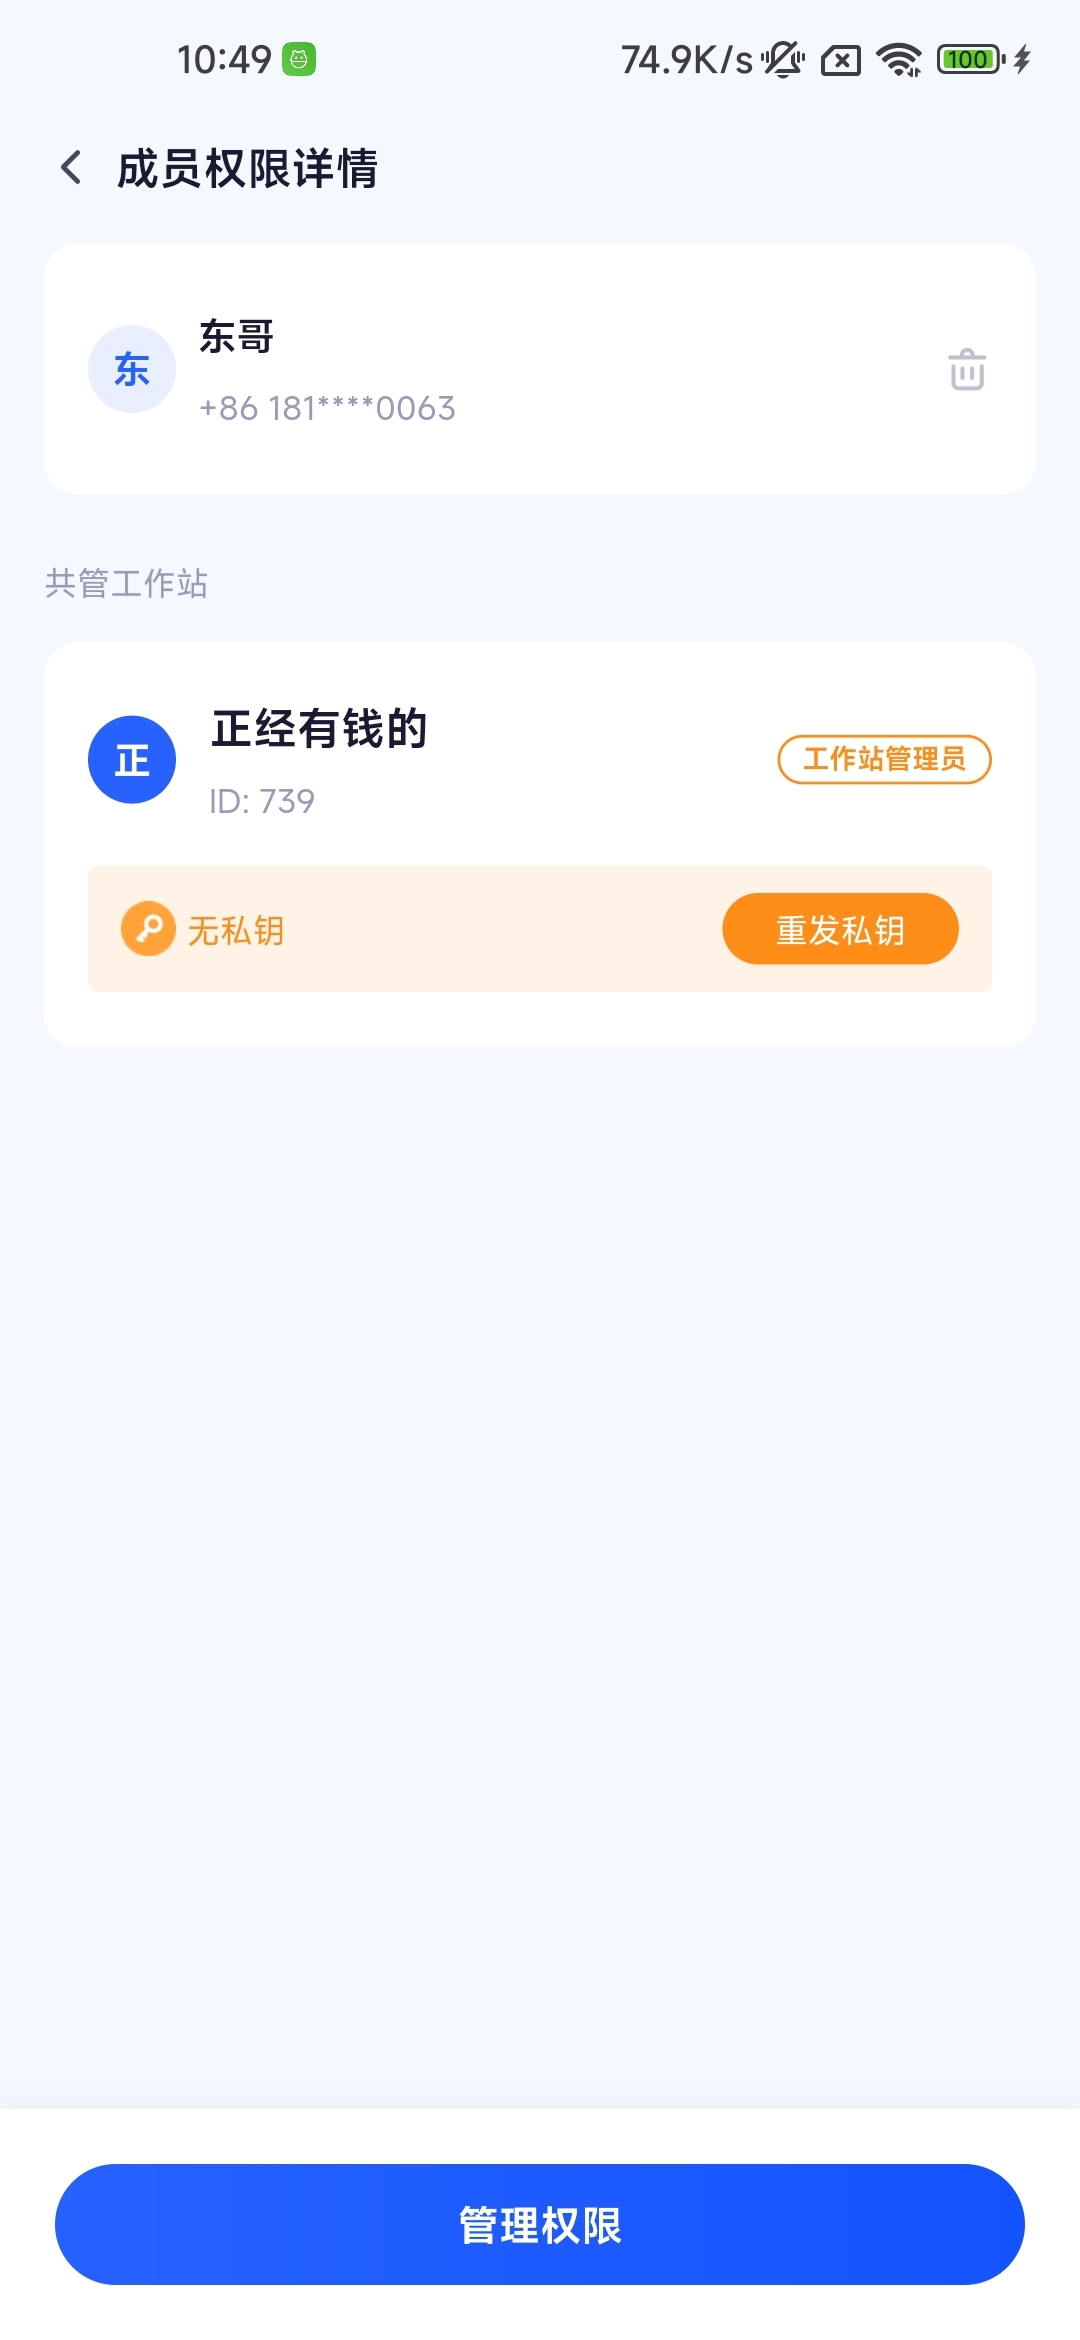 10:49
74.9K/s
100
成员权限详情
东
东哥
+86 181****0063
共管工作站
正
正经有钱的
ID: 739
工作站管理员
无私钥
重发私钥
管理权限